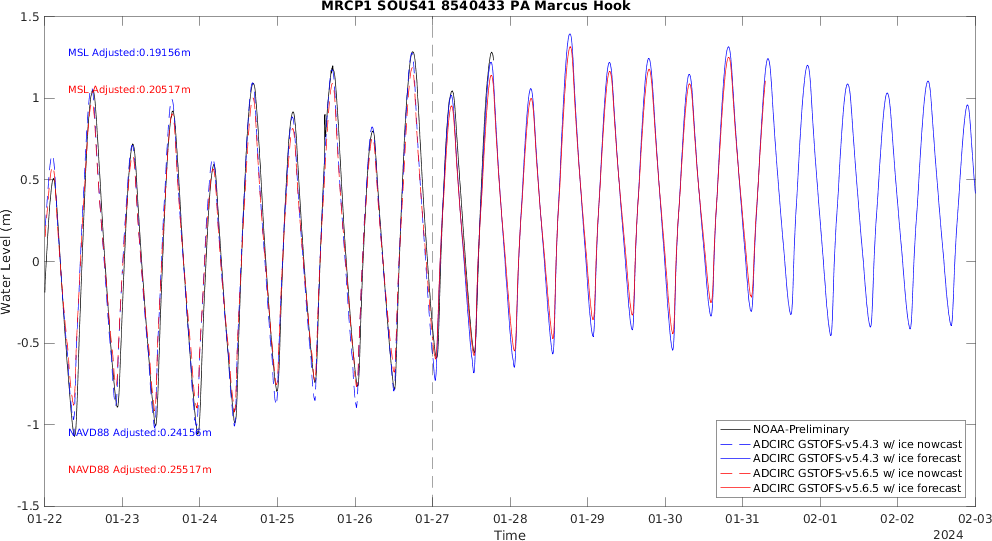 MRCP1 SOUS41 8540433 PA Marcus Hook
1.5
MSL Adjusted:0.19156m
MSL Adjusted:0.20517m
1
0.5
0
-0.5
-1
-1.5
Water Level (m)
NAVD88 Adjusted:0.24156m
NAVD88 Adjusted:0.25517m
NOAA-Preliminary
ADCIRC GSTOFS-v5.4.3 w/ ice nowcast
ADCIRC GSTOFS-v5.4.3 w/ ice forecast
ADCIRC GSTOFS-v5.6.5 w/ ice nowcast
ADCIRC GSTOFS-v5.6.5 w/ ice forecast
01-22 01-23 01-24 01-25 01-26 01-27 01-28 01-29 01-30 01-31 02-01 02-02 02-03
Time
2024